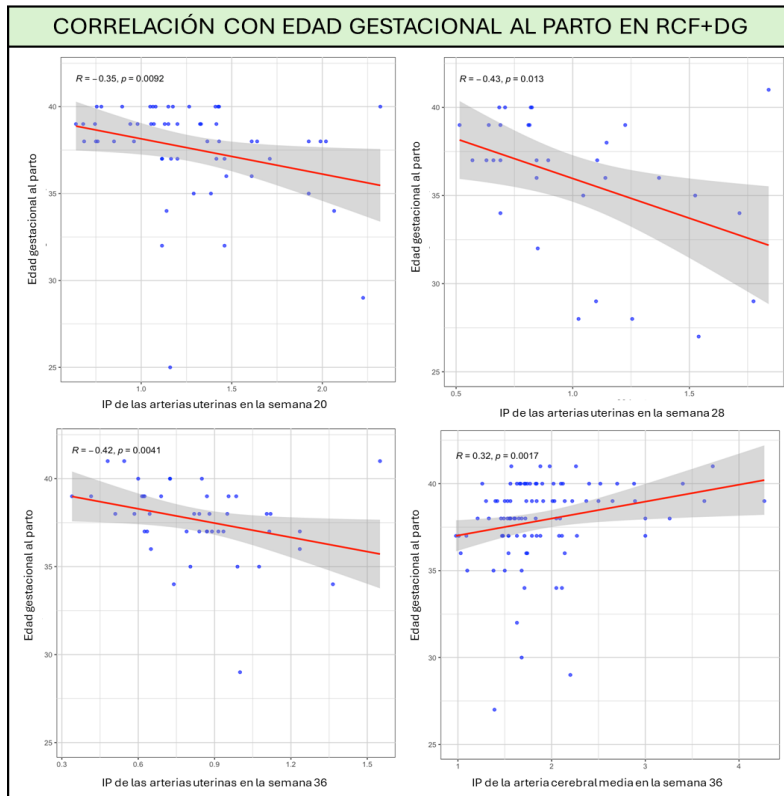 CORRELACIÓN CON EDAD GESTACIONAL AL PARTO EN RCF+DG
R = −0.35, p = 0.0092
Edad gestacional al parto
40
35
30
25
1.0
1.5
2.0
IP de las arterias uterinas en la semana 20
R = −0.43, p = 0.013
Edad gestacional al parto
40
35
30
25
0.5
1.0
1.5
IP de las arterias uterinas en la semana 28
R = −0.42, p = 0.0041
Edad gestacional al parto
40
35
30
25
0.3
0.6
0.9
1.2
1.5
IP de las arterias uterinas en la semana 36
R = 0.32, p = 0.0017
Edad gestacional al parto
40
35
30
25
1
2
3
4
IP de la arteria cerebral media en la semana 36